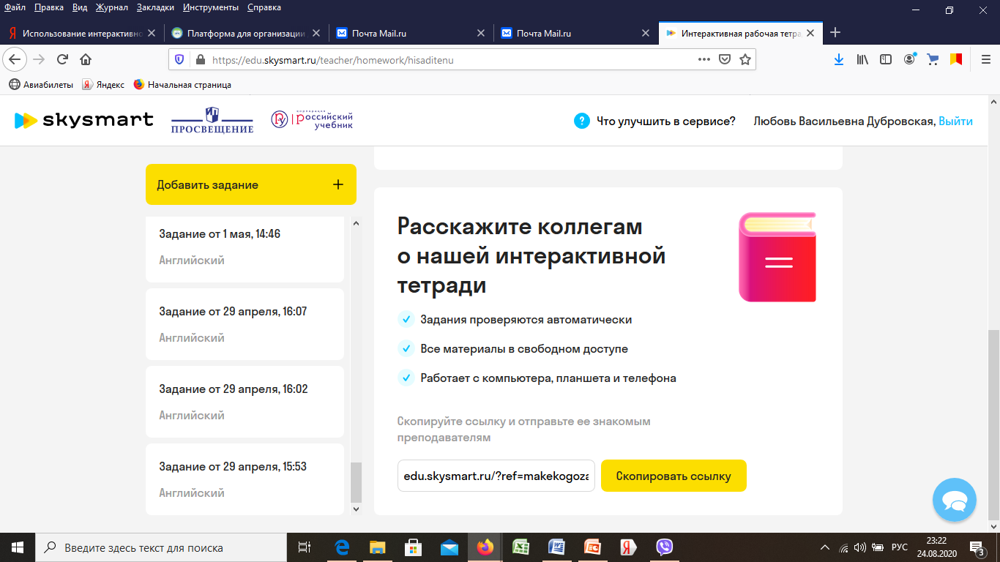 Файл Правка Вид Журнал Закладки Инструменты Справка
Использование интерактивно
Платформа для организации
Почта Mail.ru
Почта Mail.ru
Интерактивная рабочая тетра
https://edu.skysmart.ru/teacher/homework/hisaditenu
Авиабилеты
Яндекс
Начальная страница
skysmart
ПРОСВЕЩЕНИЕ
российский
учебник
Что улучшить в сервисе?
Любовь Васильевна Дубровская, Выйти
Добавить задание +
Задание от 1 мая, 14:46
Английский
Задание от 29 апреля, 16:07
Английский
Задание от 29 апреля, 16:02
Английский
Задание от 29 апреля, 15:53
Английский
Расскажите коллегам
о нашей интерактивной
тетради
Задания проверяются автоматически
Все материалы в свободном доступе
Работает с компьютера, планшета и телефона
Скопируйте ссылку и отправьте ее знакомым
преподавателям
edu.skysmart.ru/?ref=makekogoza
Скопировать ссылку
Введите здесь текст для поиска
РУС
23:22
24.08.2020
3